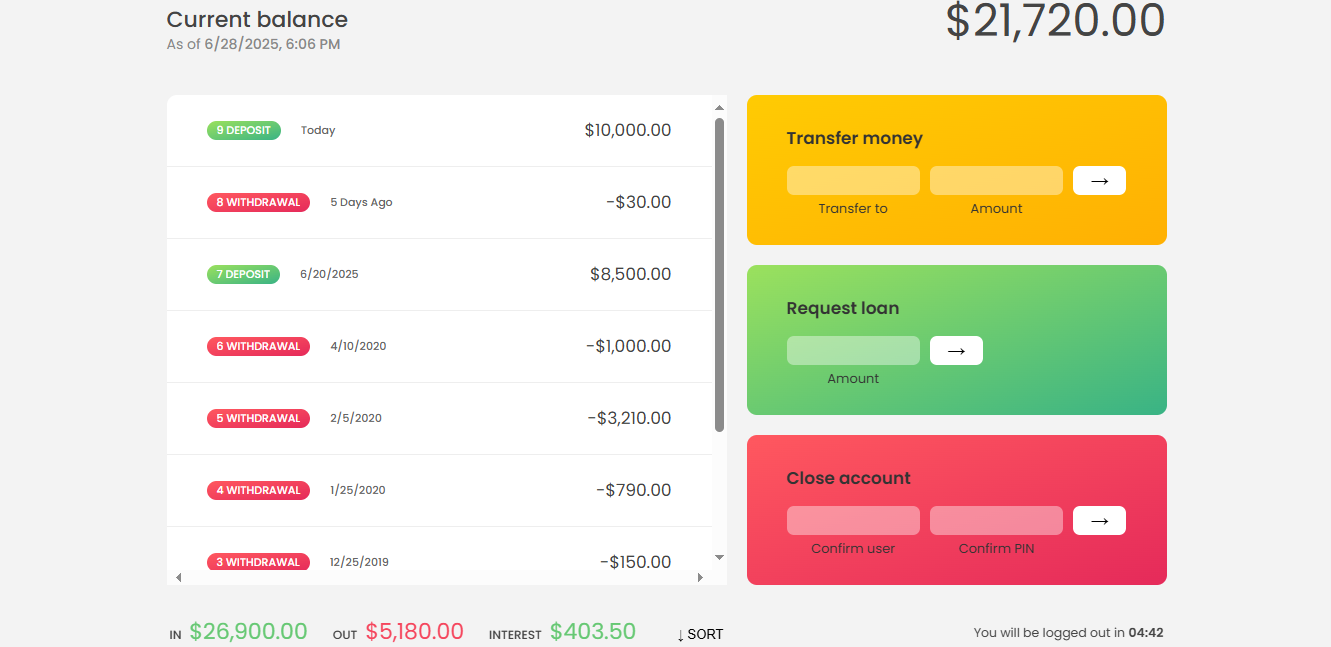 Current balance
$21,720.00
As of 6/28/2025, 6:06 PM
9 DEPOSIT Today $10,000.00
8 WITHDRAWAL 5 Days Ago -$30.00
7 DEPOSIT 6/20/2025 $8,500.00
6 WITHDRAWAL 4/10/2020 -$1,000.00
5 WITHDRAWAL 2/5/2020 -$3,210.00
4 WITHDRAWAL 1/25/2020 -$790.00
3 WITHDRAWAL 12/25/2019 -$150.00
Transfer money
→
Transfer to Amount
Request loan
→
Amount
Close account
→
Confirm user Confirm PIN
IN $26,900.00 OUT $5,180.00 INTEREST $403.50 ↓ SORT
You will be logged out in 04:42